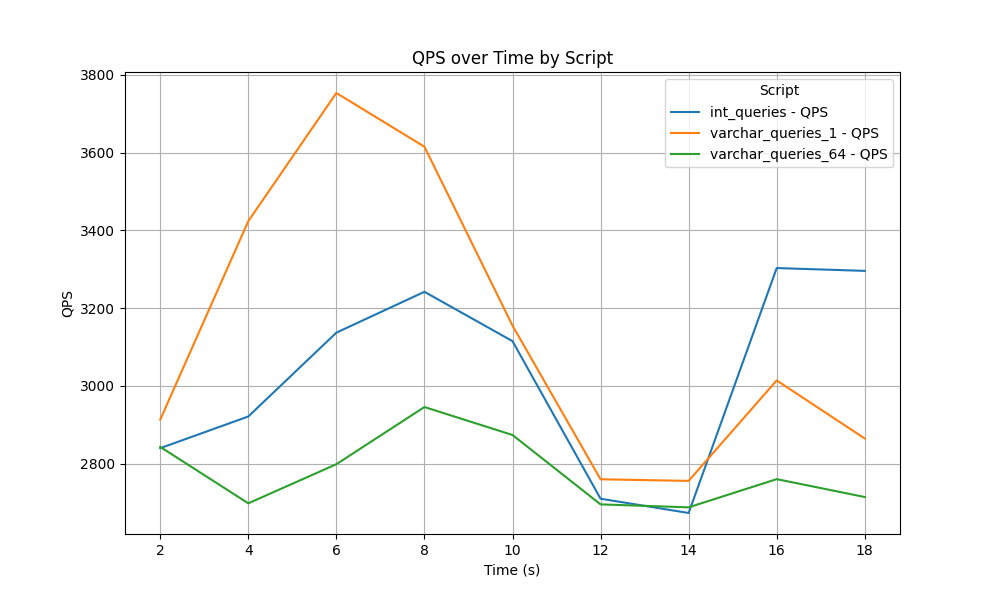 QPS over Time by Script
3800
3600
3400
3200
3000
2800
QPS
Script
int_queries - QPS
varchar_queries_1 - QPS
varchar_queries_64 - QPS
2 4 6 8 10 12 14 16 18
Time (s)